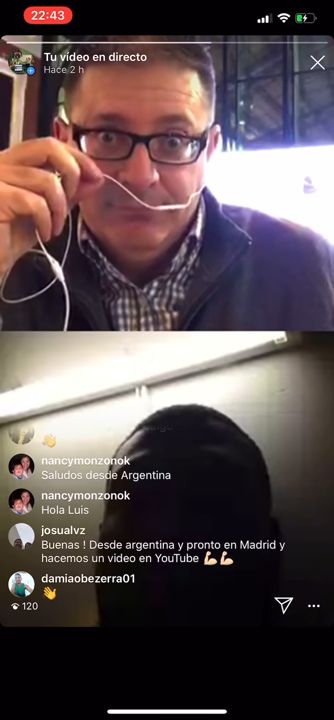 22:43
Tu video en directo
Hace 2 h
nancymonzonok
Saludos desde Argentina
nancymonzonok
Hola Luis
josualvz
Buenas ! Desde argentina y pronto en Madrid y
hacemos un video en YouTube 💪🏻💪🏻
damiaobezerra01
👋
120